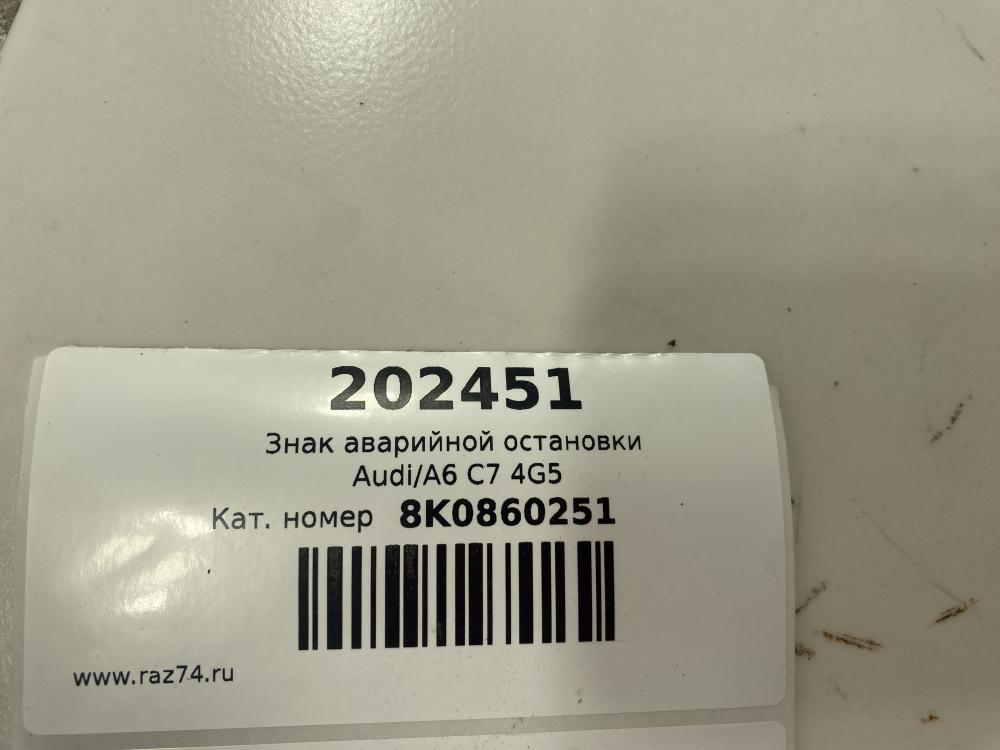 202451
Знак аварийной остановки
Audi/A6 C7 4G5
Кат. номер 8K0860251
www.raz74.ru